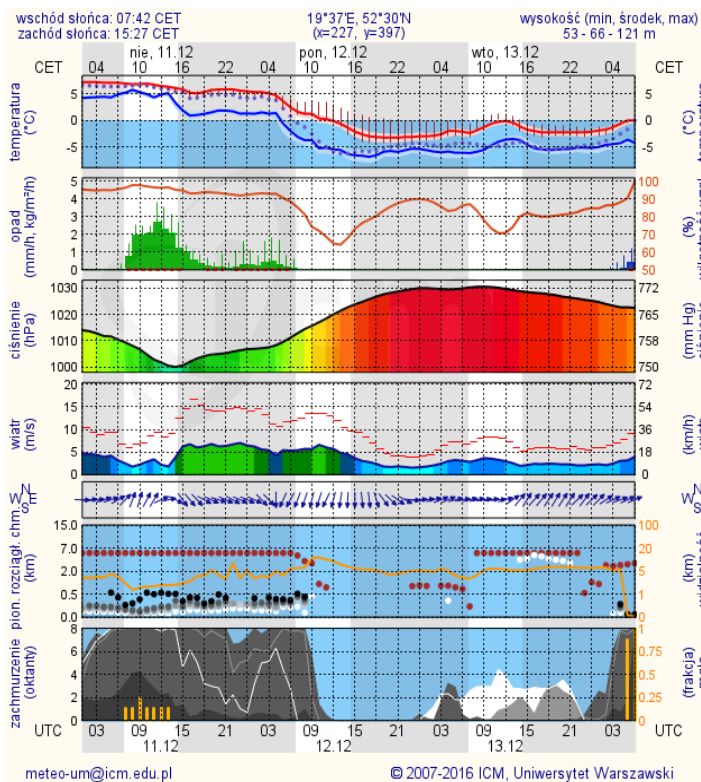 wschód słońca: 07:42 CET 19°37'E, 52°30'N wysokość (min, środek, max)
zachód słońca: 15:27 CET (x=227, y=397) 53 - 66 - 121 m
nie, 11.12 pon, 12.12 wto, 13.12
CET 04 10 16 22 04 10 16 22 04 10 16 22 04 CET
temperatura
(°C)
5
0
-5
5
0
-5
(°C)
opad
(mm/h, kg/m²/h)
5
4
3
2
1
0
100
90
80
70
60
50
(%)
ciśnienie
(hPa)
1030
1020
1010
1000
772
765
758
750
(mm Hg)
wiatr
(m/s)
20
15
10
5
0
72
54
36
18
0
(km/h)
N
W E
S
N
W
S
pion. rozciągł. chm.
(km)
15.0
7.0
2.0
0.5
0.0
100
20
5
1
0
(km)
zachmurzenie
(oktanty)
8
6
4
2
0
1
0.75
0.5
0.25
0
(frakcja)
UTC 03 09 15 21 03 09 15 21 03 09 15 21 03 UTC
11.12 12.12 13.12
meteo-um@icm.edu.pl © 2007-2016 ICM, Uniwersytet Warszawski